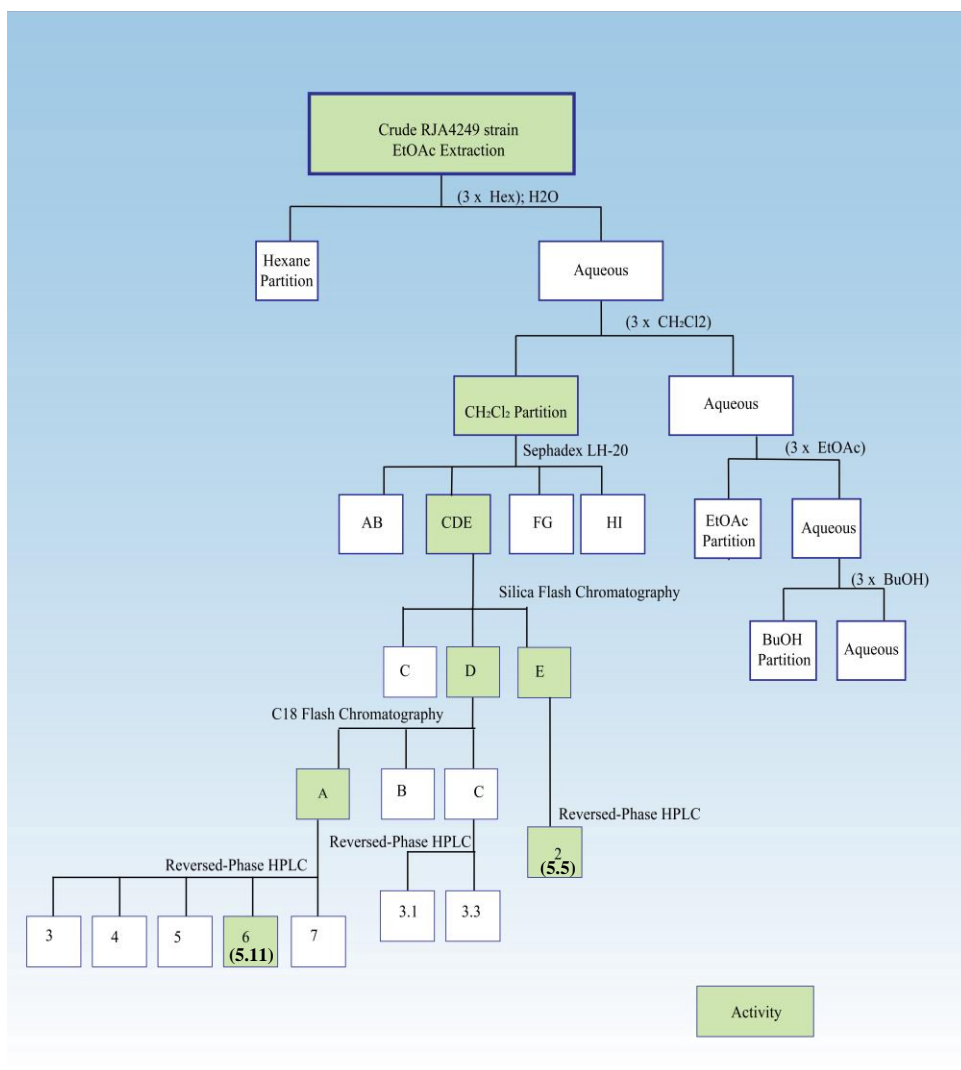 Crude RJA4249 strain
EtOAc Extraction
(3 x Hex); H2O
Hexane
Partition
Aqueous
(3 x CH₂Cl2)
CH₂Cl₂ Partition
Aqueous
Sephadex LH-20
(3 x EtOAc)
AB
CDE
FG
HI
EtOAc
Partition
Aqueous
(3 x BuOH)
Silica Flash Chromatography
BuOH
Partition
Aqueous
C
D
E
C18 Flash Chromatography
A
B
C
Reversed-Phase HPLC
Reversed-Phase HPLC
2
(5.5)
Reversed-Phase HPLC
3.1
3.3
3
4
5
6
(5.11)
7
Activity